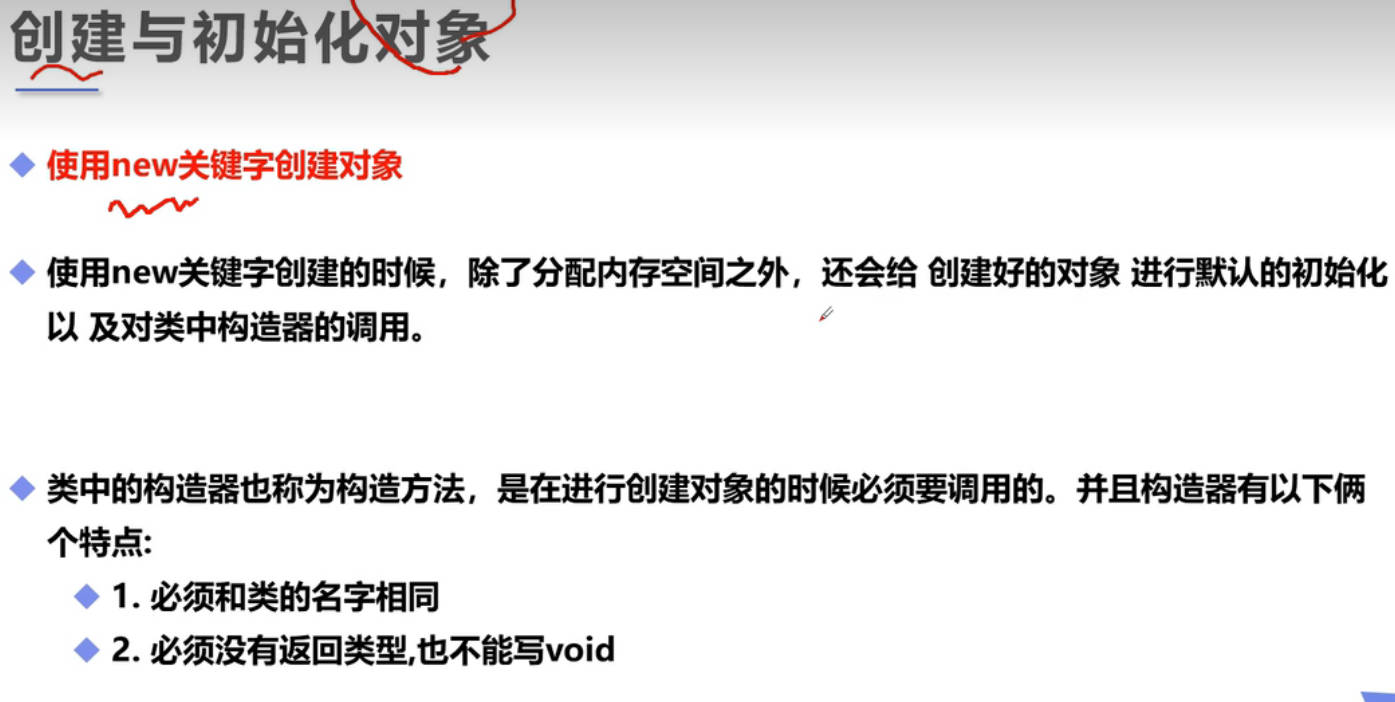 创建与初始化对象
使用new关键字创建对象
使用new关键字创建的时候，除了分配内存空间之外，还会给 创建好的对象 进行默认的初始化
以 及对类中构造器的调用。
类中的构造器也称为构造方法，是在进行创建对象的时候必须要调用的。并且构造器有以下俩
个特点:
1. 必须和类的名字相同
2. 必须没有返回类型,也不能写void